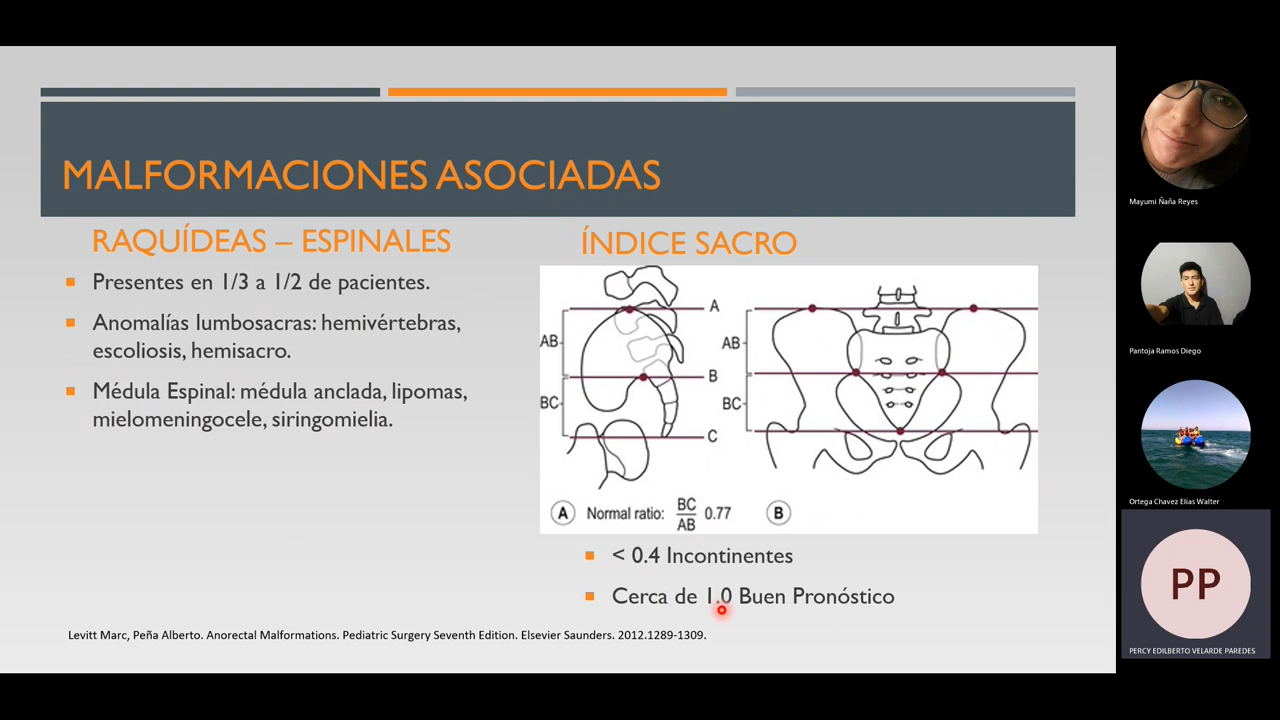 MALFORMACIONES ASOCIADAS
RAQUÍDEAS – ESPINALES
Presentes en 1/3 a 1/2 de pacientes.
Anomalías lumbosacras: hemivértebras,
escoliosis, hemisacro.
Médula Espinal: médula anclada, lipomas,
mielomeningocele, siringomielia.
ÍNDICE SACRO
A
AB
B
BC
C
A Normal ratio: BC/AB 0.77
AB
BC
B
< 0.4 Incontinentes
Cerca de 1.0 Buen Pronóstico
Levitt Marc, Peña Alberto. Anorectal Malformations. Pediatric Surgery Seventh Edition. Elsevier Saunders. 2012.1289-1309.
Mayumi Ñaña Reyes
Pantoja Ramos Diego
Ortega Chavez Elias Walter
PP
PERCY EDILBERTO VELARDE PAREDES